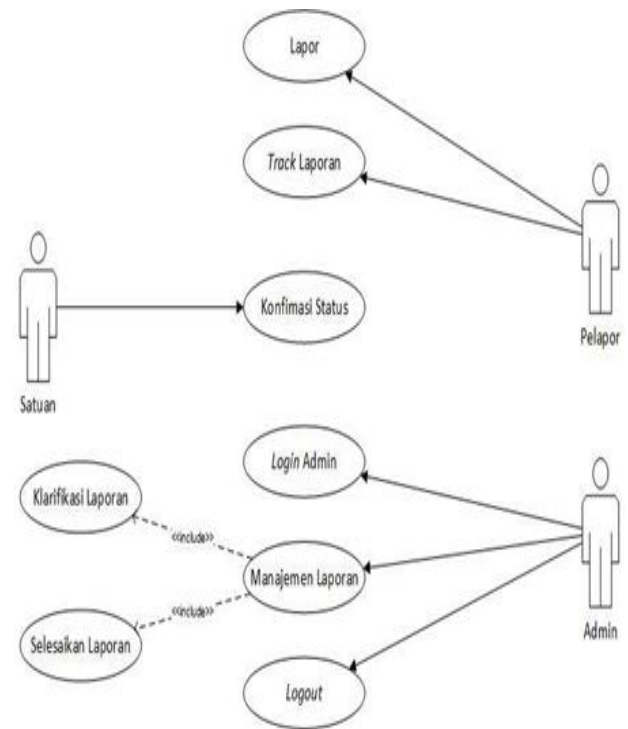 Lapor
Track Laporan
Konfimasi Status
Pelapor
Satuan
Login Admin
Klarifikasi Laporan
<<include>>
Manajemen Laporan
<<include>>
Selesaikan Laporan
Admin
Logout